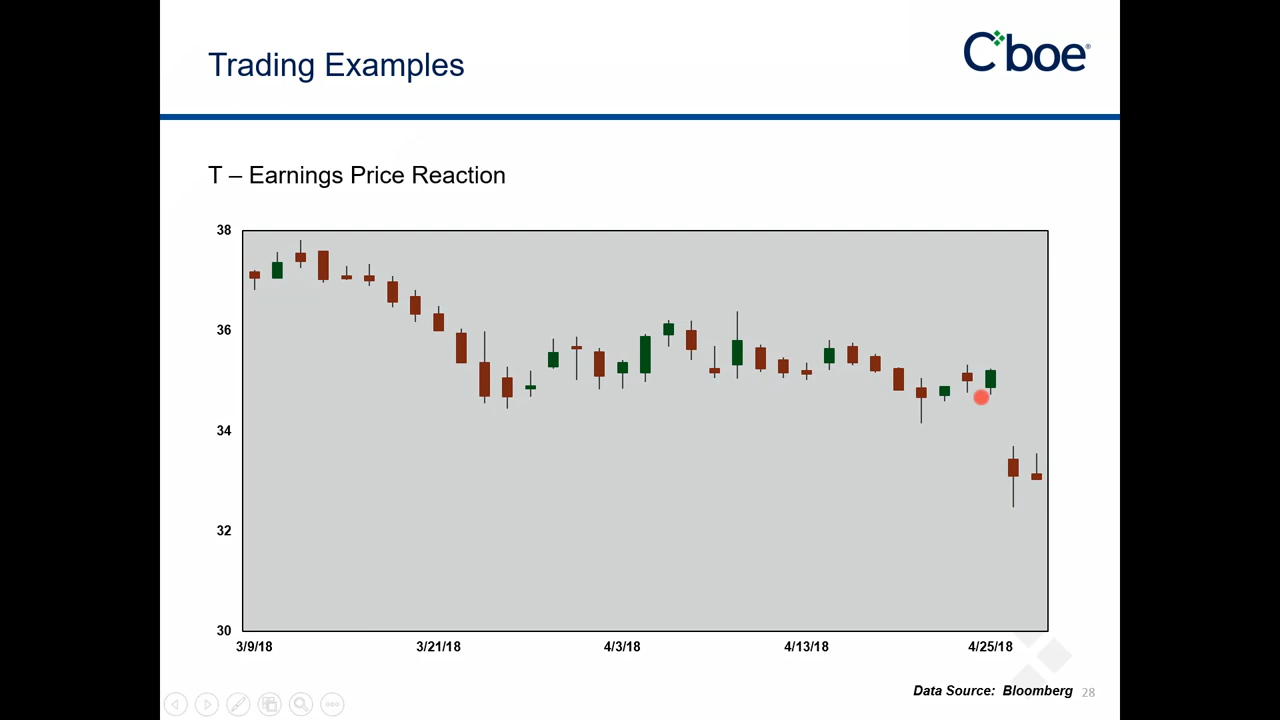 Trading Examples
Cboe®
T – Earnings Price Reaction
38
36
34
32
30
3/9/18 3/21/18 4/3/18 4/13/18 4/25/18
Data Source: Bloomberg 28